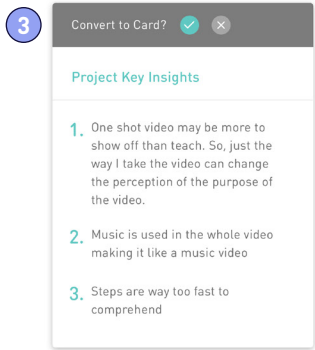 3
Convert to Card?
Project Key Insights
1. One shot video may be more to
show off than teach. So, just the
way I take the video can change
the perception of the purpose of
the video.
2. Music is used in the whole video
making it like a music video
3. Steps are way too fast to
comprehend